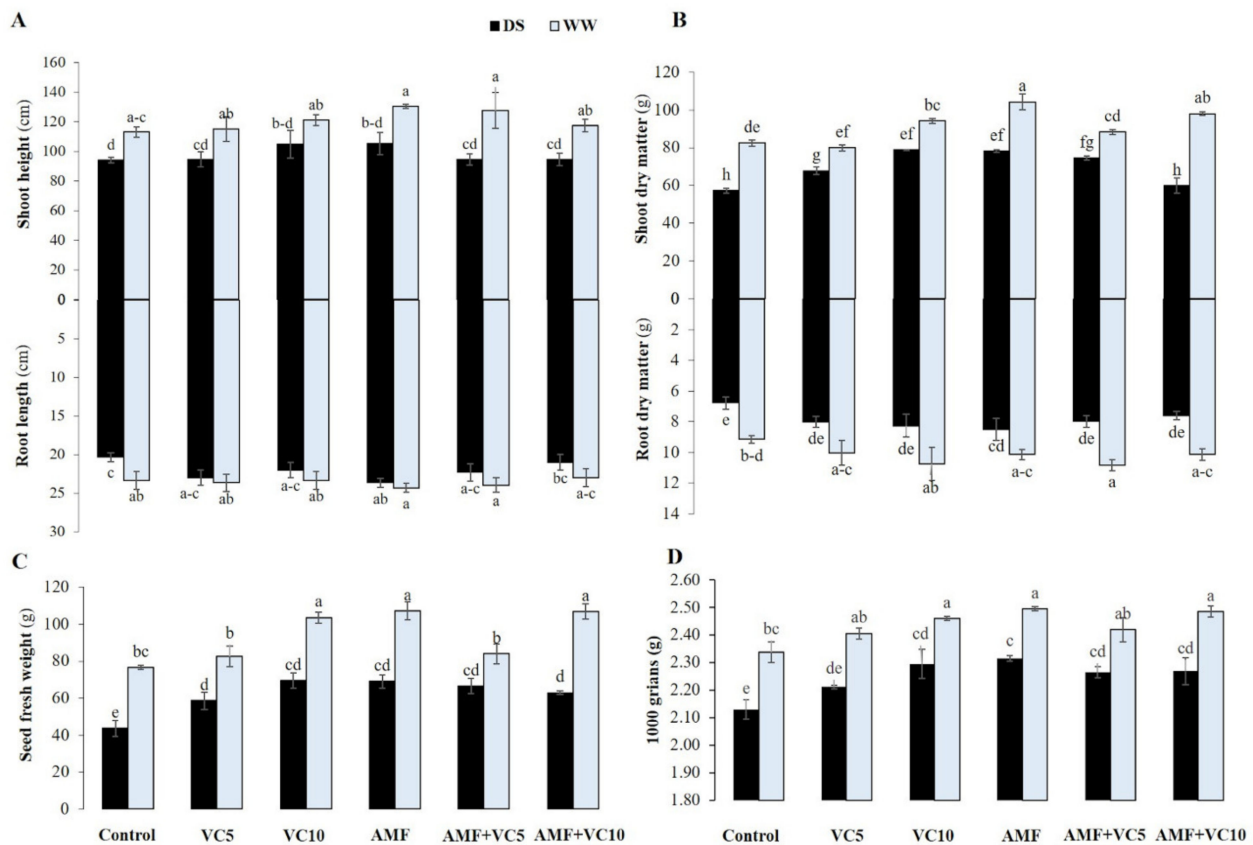 A
DS WW
B
Shoot height (cm)
160
140
120
100
80
60
40
20
0
d a-c cd ab b-d ab b-d a cd a cd ab
Root length (cm)
5
10
15
20
25
30
c ab a-c ab a-c ab ab a a-c a bc a-c
Shoot dry matter (g)
120
100
80
60
40
20
0
h de g ef ef bc ef a fg cd h ab
Root dry matter (g)
2
4
6
8
10
12
14
e b-d de a-c de ab cd a-c de a de a-c
C
Seed fresh weight (g)
120
100
80
60
40
20
0
e bc d b cd a cd a cd b d a
Control VC5 VC10 AMF AMF+VC5 AMF+VC10
D
1000 grians (g)
2.60
2.50
2.40
2.30
2.20
2.10
2.00
1.90
1.80
e bc de ab cd a c a cd ab cd a
Control VC5 VC10 AMF AMF+VC5 AMF+VC10